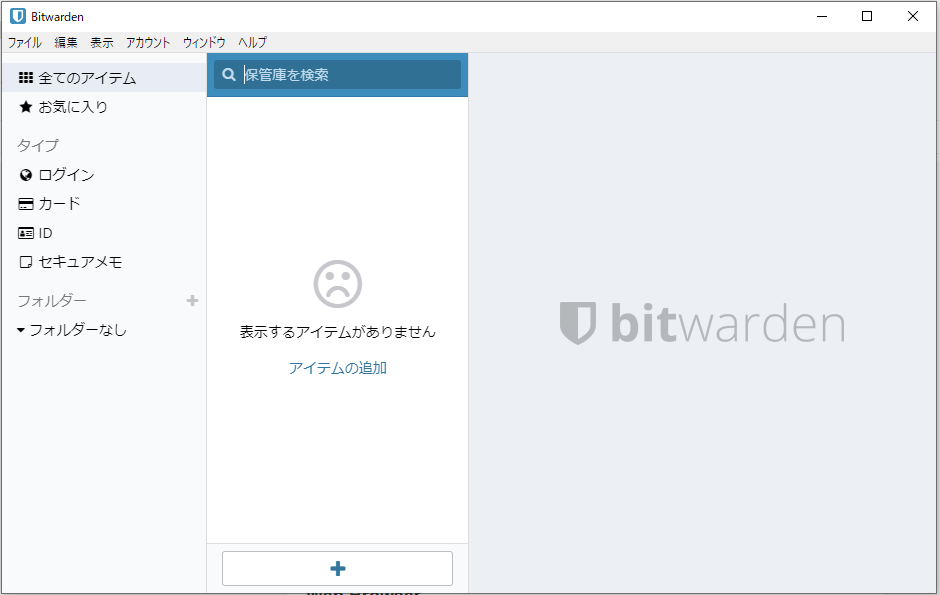 Bitwarden
ファイル 編集 表示 アカウント ウィンドウ ヘルプ
全てのアイテム
お気に入り
タイプ
ログイン
カード
ID
セキュアメモ
フォルダー
フォルダーなし
保管庫を検索
表示するアイテムがありません
アイテムの追加
bitwarden